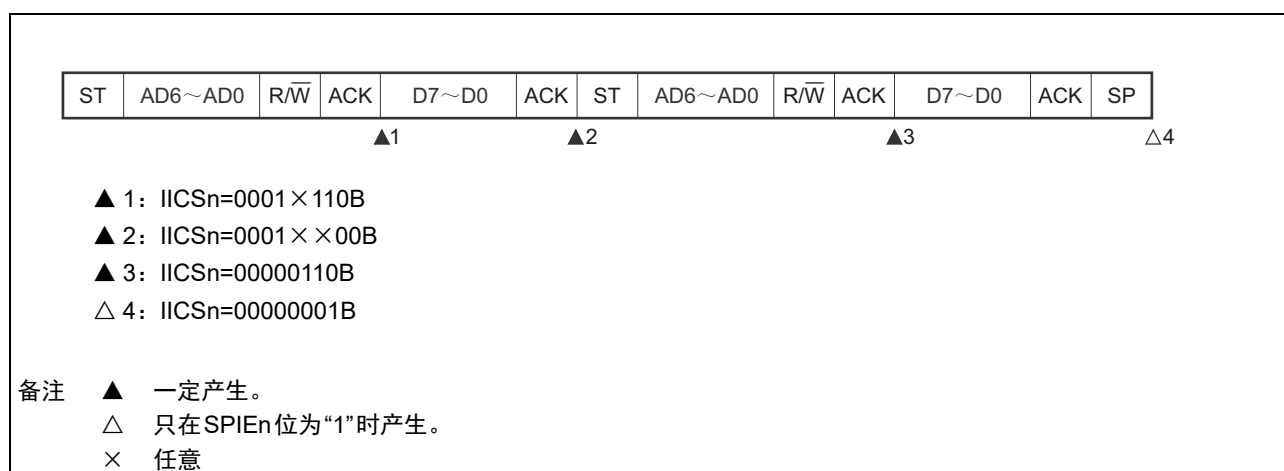 ST AD6～AD0 R/W̅ ACK D7～D0 ACK ST AD6～AD0 R/W̅ ACK D7～D0 ACK SP
▲1 ▲2 ▲3 △4
▲ 1：IICSn=0001×110B
▲ 2：IICSn=0001××00B
▲ 3：IICSn=00000110B
△ 4：IICSn=00000001B
备注 ▲ 一定产生。
△ 只在SPIEn位为“1”时产生。
× 任意